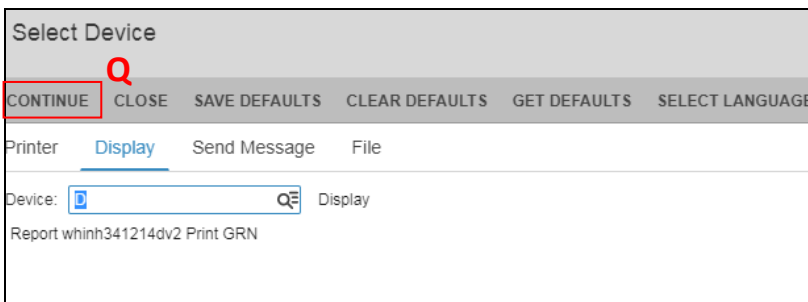 Select Device
Q
CONTINUE CLOSE SAVE DEFAULTS CLEAR DEFAULTS GET DEFAULTS SELECT LANGUAGE
Printer Display Send Message File
Device: D Display
Report whinh341214dv2 Print GRN